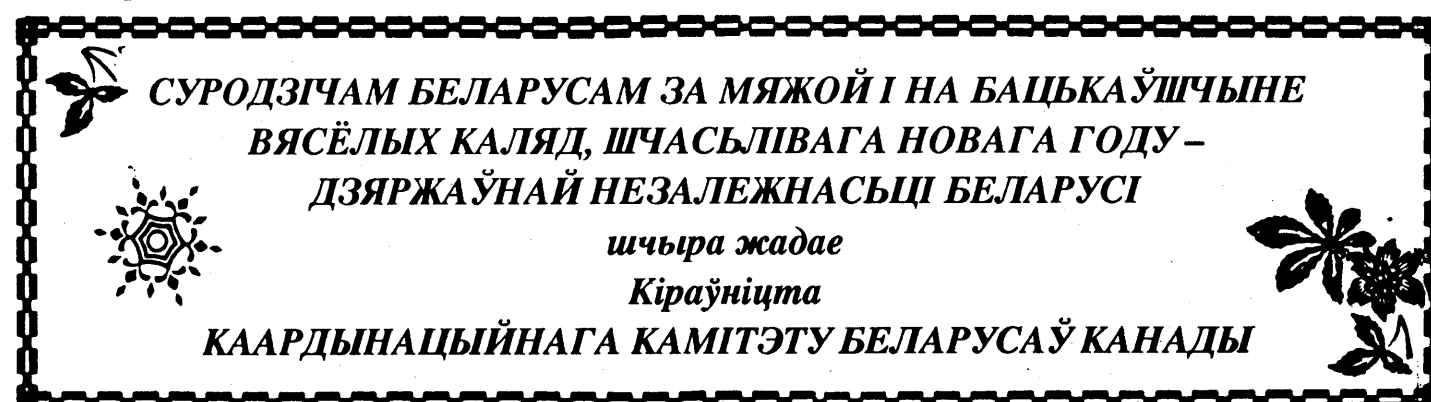 СУРОДЗІЧАМ БЕЛАРУСАМ ЗА МЯЖОЙ І НА БАЦЬКАЎШЧЫНЕ
ВЯСЁЛЫХ КАЛЯД, ШЧАСЬЛІВАГА НОВАГА ГОДУ –
ДЗЯРЖАЎНАЙ НЕЗАЛЕЖНАСЬЦІ БЕЛАРУСІ
шчыра жадае
Кіраўніцта
КААРДЫНАЦЫЙНАГА КАМІТЭТУ БЕЛАРУСАЎ КАНАДЫ